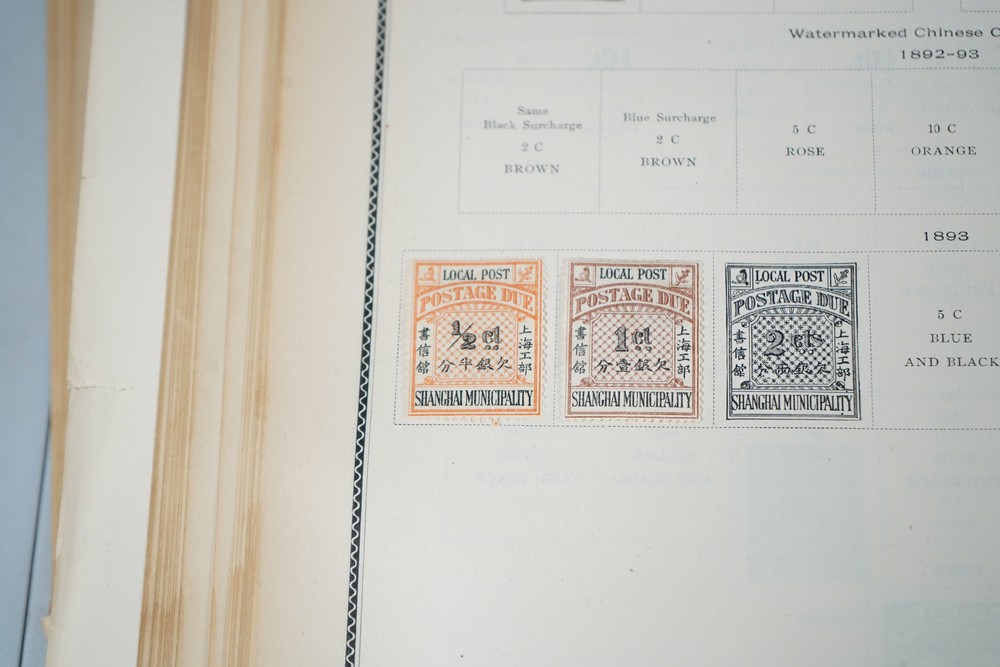 Watermarked Chinese C
1892-93
Same
Black Surcharge
2 C
BROWN
Blue Surcharge
2 C
BROWN
5 C
ROSE
10 C
ORANGE
1893
LOCAL POST
POSTAGE DUE
上海工部
書信館
½ ct
欠銀半分
SHANGHAI MUNICIPALITY
LOCAL POST
POSTAGE DUE
上海工部
書信館
1 ct
欠銀壹分
SHANGHAI MUNICIPALITY
LOCAL POST
POSTAGE DUE
上海工部
書信館
2 cts
欠銀兩分
SHANGHAI MUNICIPALITY
5 C
BLUE
AND BLACK